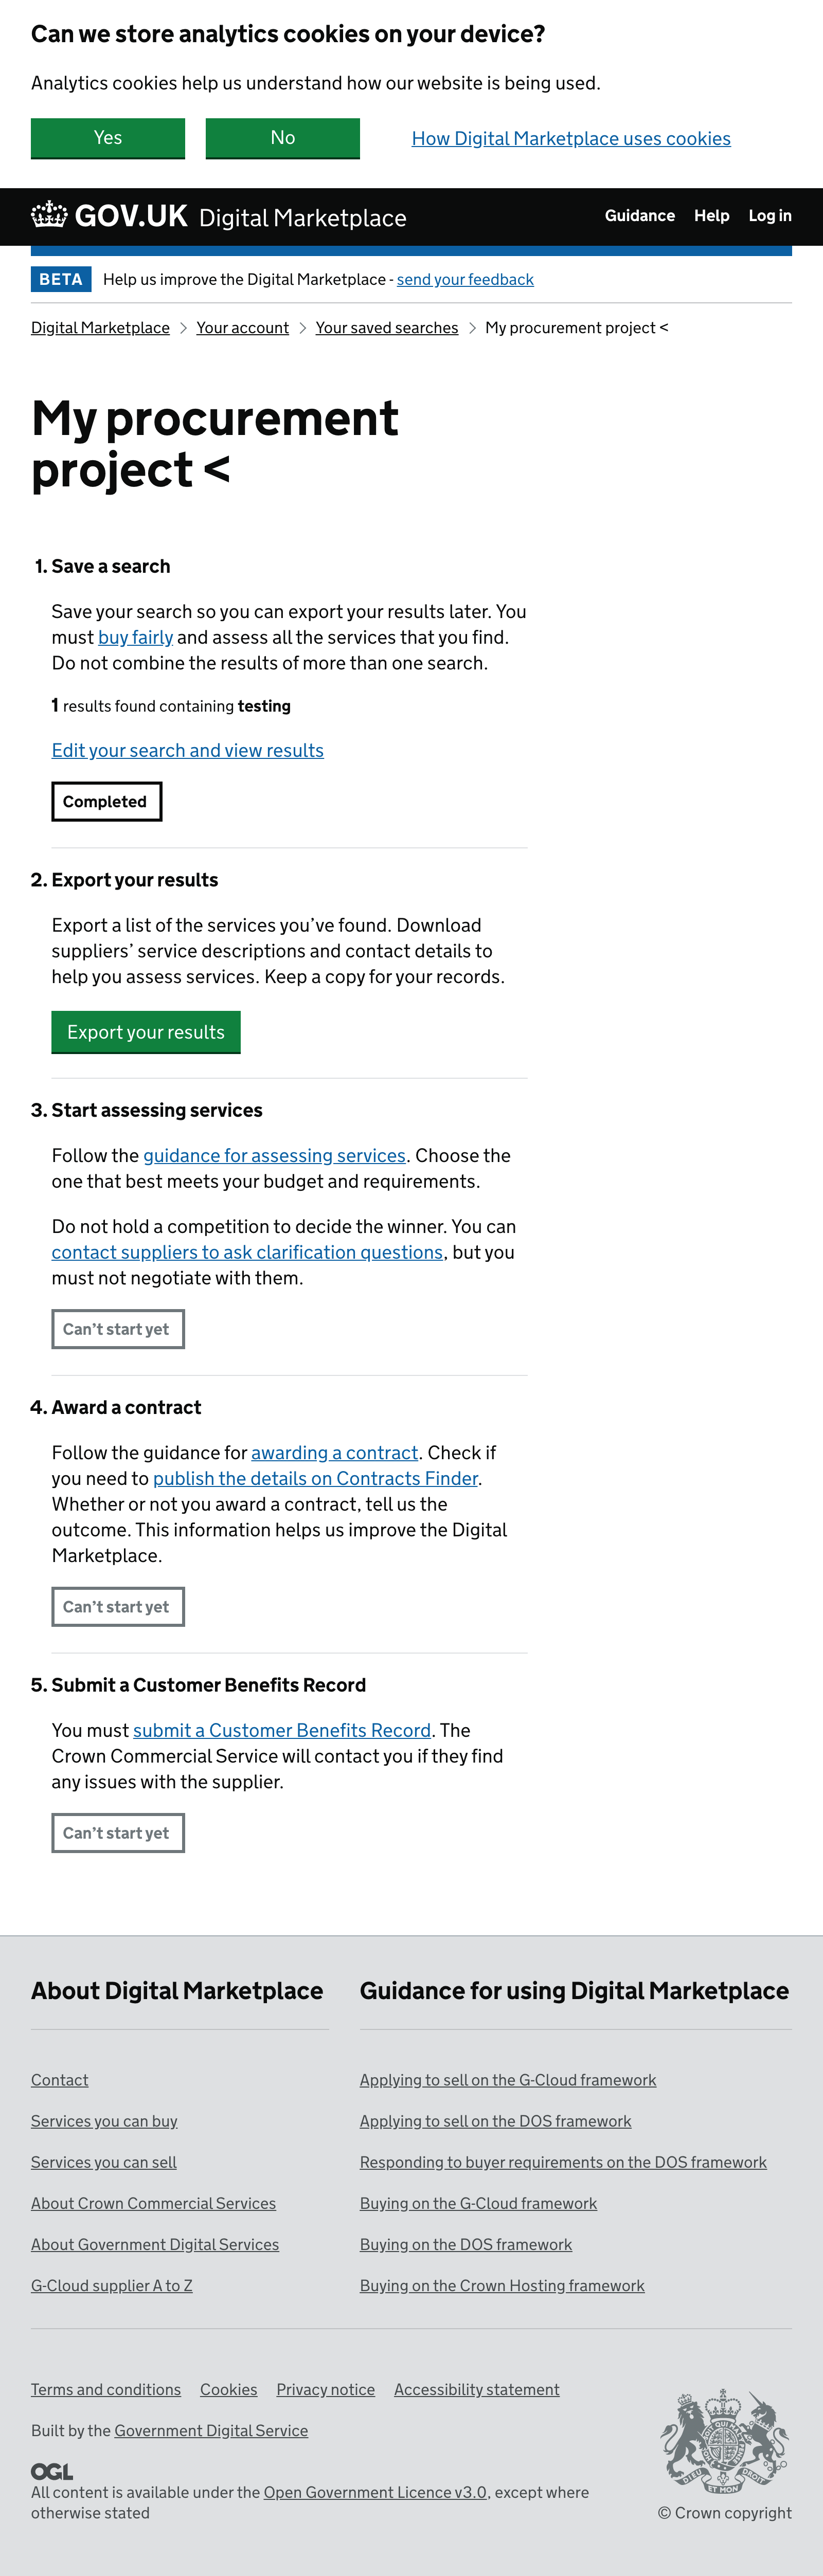 Can we store analytics cookies on your device?
Analytics cookies help us understand how our website is being used.
Yes
No
How Digital Marketplace uses cookies
GOV.UK Digital Marketplace
Guidance Help Log in
BETA Help us improve the Digital Marketplace - send your feedback
Digital Marketplace > Your account > Your saved searches > My procurement project <
My procurement
project <
1. Save a search
Save your search so you can export your results later. You
must buy fairly and assess all the services that you find.
Do not combine the results of more than one search.
1 results found containing testing
Edit your search and view results
Completed
2. Export your results
Export a list of the services you’ve found. Download
suppliers’ service descriptions and contact details to
help you assess services. Keep a copy for your records.
Export your results
3. Start assessing services
Follow the guidance for assessing services. Choose the
one that best meets your budget and requirements.
Do not hold a competition to decide the winner. You can
contact suppliers to ask clarification questions, but you
must not negotiate with them.
Can’t start yet
4. Award a contract
Follow the guidance for awarding a contract. Check if
you need to publish the details on Contracts Finder.
Whether or not you award a contract, tell us the
outcome. This information helps us improve the Digital
Marketplace.
Can’t start yet
5. Submit a Customer Benefits Record
You must submit a Customer Benefits Record. The
Crown Commercial Service will contact you if they find
any issues with the supplier.
Can’t start yet
About Digital Marketplace
Contact
Services you can buy
Services you can sell
About Crown Commercial Services
About Government Digital Services
G-Cloud supplier A to Z
Guidance for using Digital Marketplace
Applying to sell on the G-Cloud framework
Applying to sell on the DOS framework
Responding to buyer requirements on the DOS framework
Buying on the G-Cloud framework
Buying on the DOS framework
Buying on the Crown Hosting framework
Terms and conditions Cookies Privacy notice Accessibility statement
Built by the Government Digital Service
OGL
All content is available under the Open Government Licence v3.0, except where
otherwise stated
DIEU ET MON DROIT
© Crown copyright